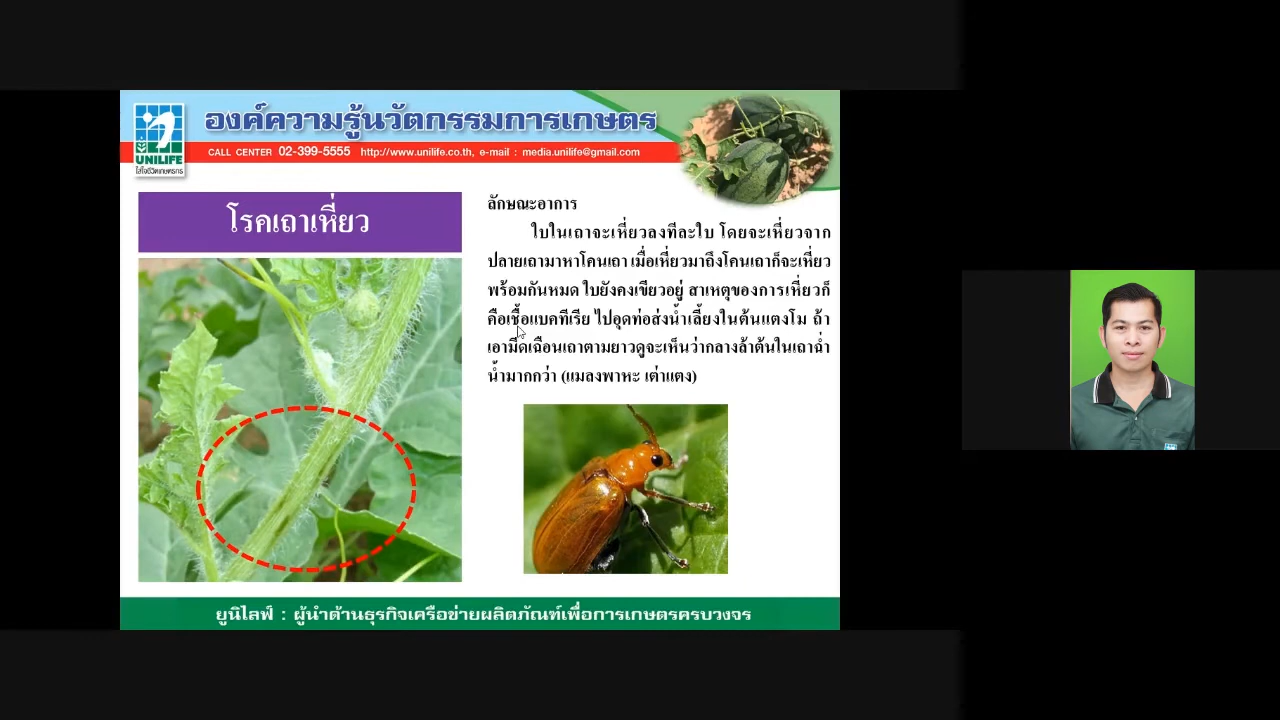 องค์ความรู้นวัตกรรมการเกษตร
UNILIFE
ใส่ใจชีวิตเกษตรกร
CALL CENTER 02-399-5555 http://www.unilife.co.th, e-mail : media.unilife@gmail.com
โรคเถาเหี่ยว
ลักษณะอาการ
ใบในเถาจะเหี่ยวลงทีละใบ โดยจะเหี่ยวจาก
ปลายเถามาหาโคนเถา เมื่อเหี่ยวมาถึงโคนเถาก็จะเหี่ยว
พร้อมกันหมด ใบยังคงเขียวอยู่ สาเหตุของการเหี่ยวก็
คือเชื้อแบคทีเรีย ไปอุดท่อส่งน้ำเลี้ยงในต้นแตงโม ถ้า
เอามีดเฉือนเถาตามยาวดูจะเห็นว่ากลางลำต้นในเถาฉ่ำ
น้ำมากกว่า (แมลงพาหะ เต่าแตง)
ยูนิไลฟ์ : ผู้นำด้านธุรกิจเครือข่ายผลิตภัณฑ์เพื่อการเกษตรครบวงจร